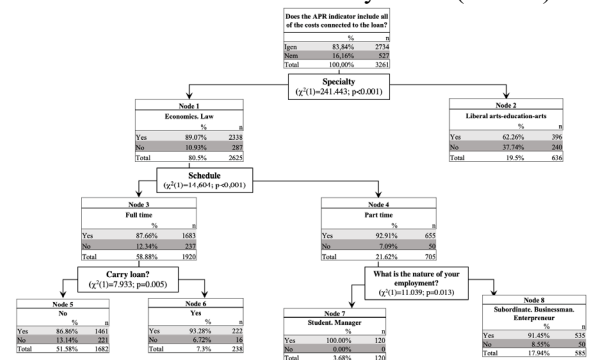 Does the APR indicator include all
of the costs connected to the loan?
% n
Igen 83,84% 2734
Nem 16,16% 527
Total 100,00% 3261
Specialty
(χ²(1)=241.443; p<0.001)
Node 1
Economics. Law
% n
Yes 89.07% 2338
No 10.93% 287
Total 80.5% 2625
Node 2
Liberal arts-education-arts
% n
Yes 62.26% 396
No 37.74% 240
Total 19.5% 636
Schedule
(χ²(1)=14,604; p<0,001)
Node 3
Full time
% n
Yes 87.66% 1683
No 12.34% 237
Total 58.88% 1920
Node 4
Part time
% n
Yes 92.91% 655
No 7.09% 50
Total 21.62% 705
Carry loan?
(χ²(1)=7.933; p=0.005)
What is the nature of your
employment?
(χ²(1)=11.039; p=0.013)
Node 5
No
% n
Yes 86.86% 1461
No 13.14% 221
Total 51.58% 1682
Node 6
Yes
% n
Yes 93.28% 222
No 6.72% 16
Total 7.3% 238
Node 7
Student. Manager
% n
Yes 100.00% 120
No 0.00% 0
Total 3.68% 120
Node 8
Subordinate. Businessman.
Enterpreneur
% n
Yes 91.45% 535
No 8.55% 50
Total 17.94% 585